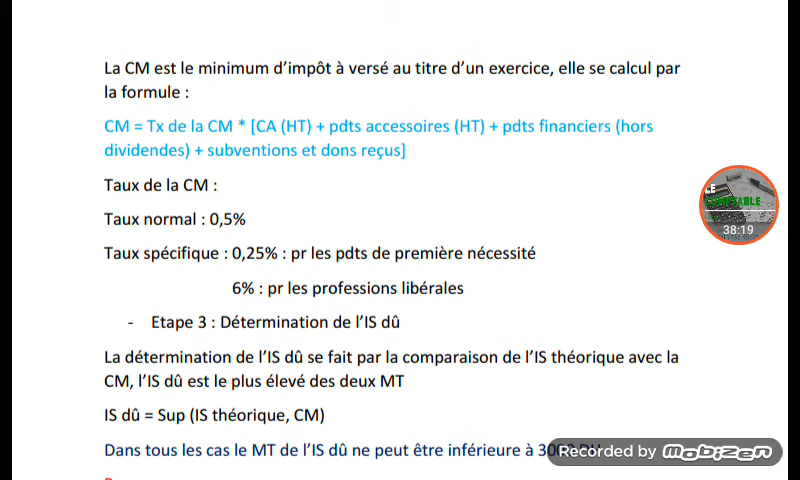 La CM est le minimum d’impôt à versé au titre d’un exercice, elle se calcul par
la formule :
CM = Tx de la CM * [CA (HT) + pdts accessoires (HT) + pdts financiers (hors
dividendes) + subventions et dons reçus]
Taux de la CM :
Taux normal : 0,5%
LE
COMPTABLE
38:19
Taux spécifique : 0,25% : pr les pdts de première nécessité
6% : pr les professions libérales
- Etape 3 : Détermination de l’IS dû
La détermination de l’IS dû se fait par la comparaison de l’IS théorique avec la
CM, l’IS dû est le plus élevé des deux MT
IS dû = Sup (IS théorique, CM)
Dans tous les cas le MT de l’IS dû ne peut être inférieure à
Recorded by mobizen